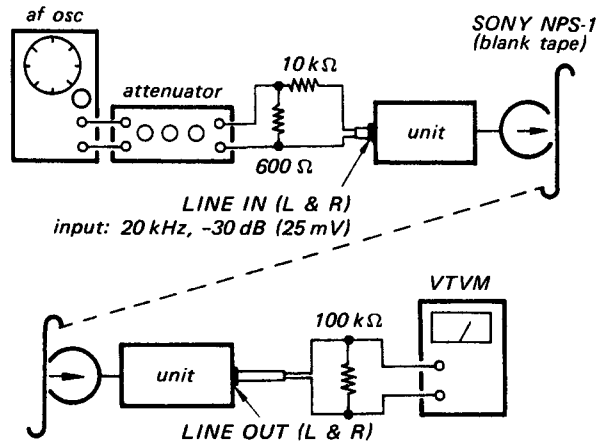 af osc
SONY NPS-1
(blank tape)
attenuator
10 kΩ
unit
600 Ω
LINE IN (L & R)
input: 20 kHz, -30 dB (25 mV)
VTVM
100 kΩ
unit
LINE OUT (L & R)